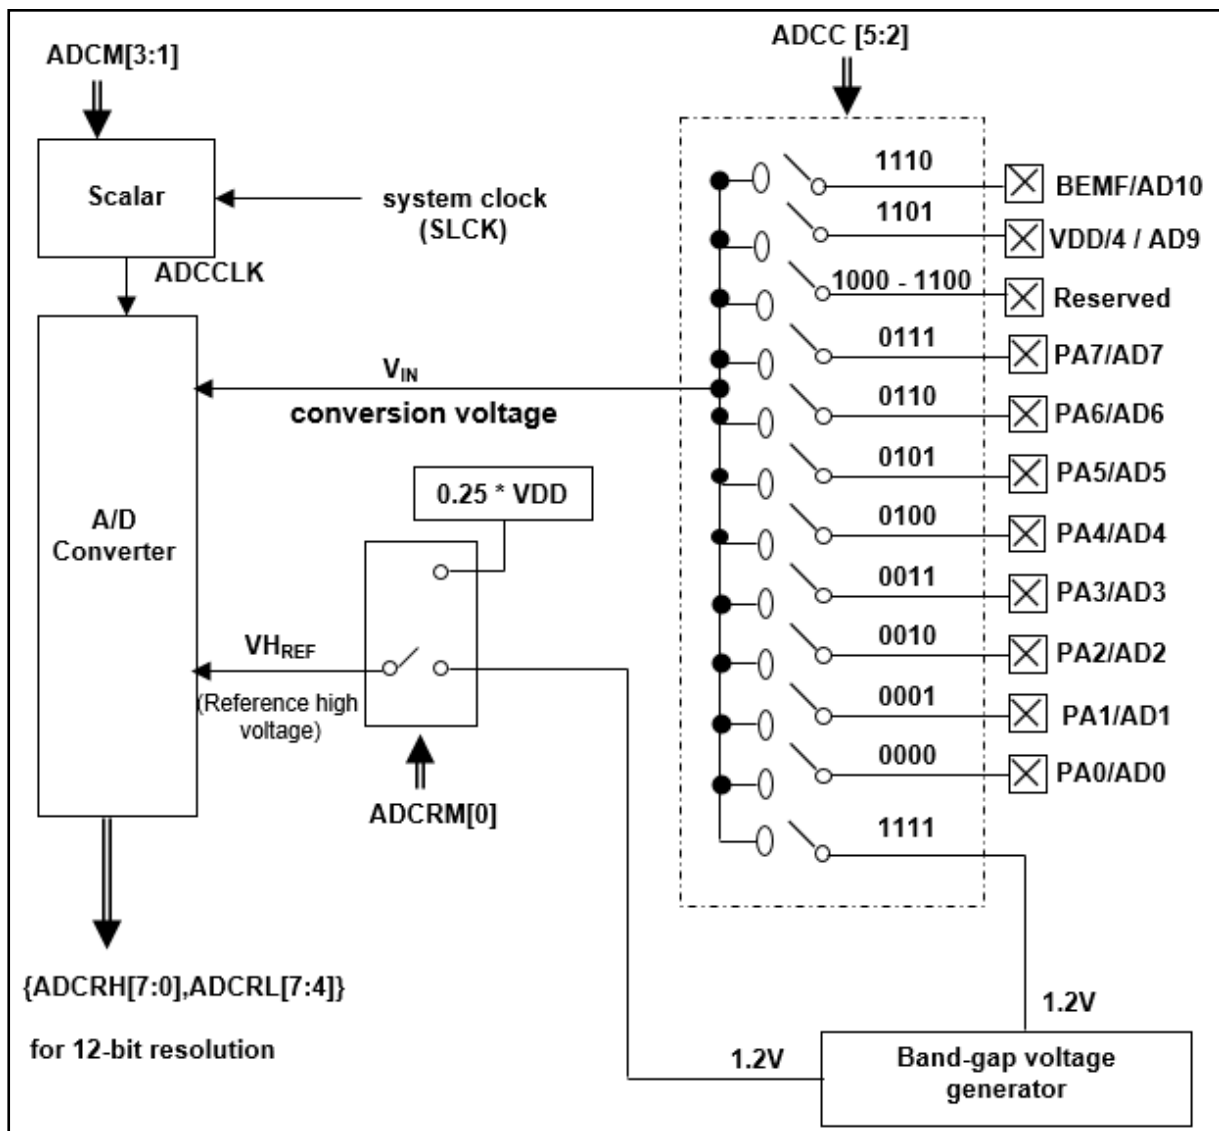 ADCM[3:1]
ADCC [5:2]
Scalar
system clock
(SLCK)
ADCCLK
1110
BEMF/AD10
1101
VDD/4 / AD9
1000 - 1100
Reserved
0111
PA7/AD7
VIN
conversion voltage
0110
PA6/AD6
0101
PA5/AD5
0.25 * VDD
A/D
Converter
0100
PA4/AD4
0011
PA3/AD3
VHREF
(Reference high
voltage)
0010
PA2/AD2
0001
PA1/AD1
0000
PA0/AD0
ADCRM[0]
1111
{ADCRH[7:0],ADCRL[7:4]}
for 12-bit resolution
1.2V
1.2V
Band-gap voltage
generator